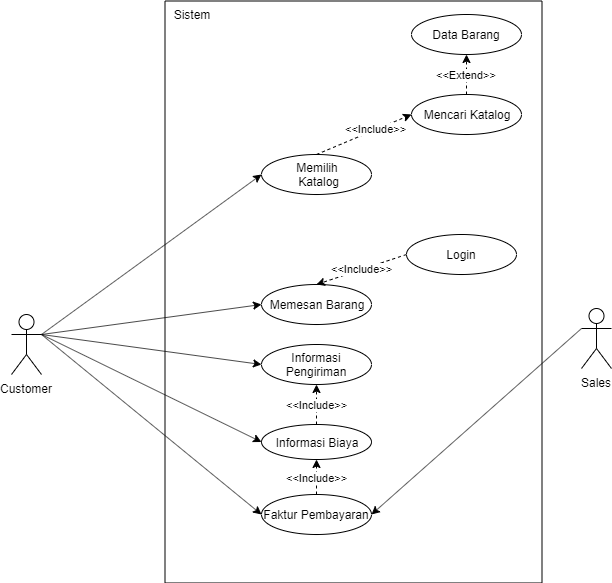 Sistem
Data Barang
<<Extend>>
Mencari Katalog
<<Include>>
Memilih
Katalog
Login
<<Include>>
Memesan Barang
Informasi
Pengiriman
Customer
Sales
<<Include>>
Informasi Biaya
<<Include>>
Faktur Pembayaran